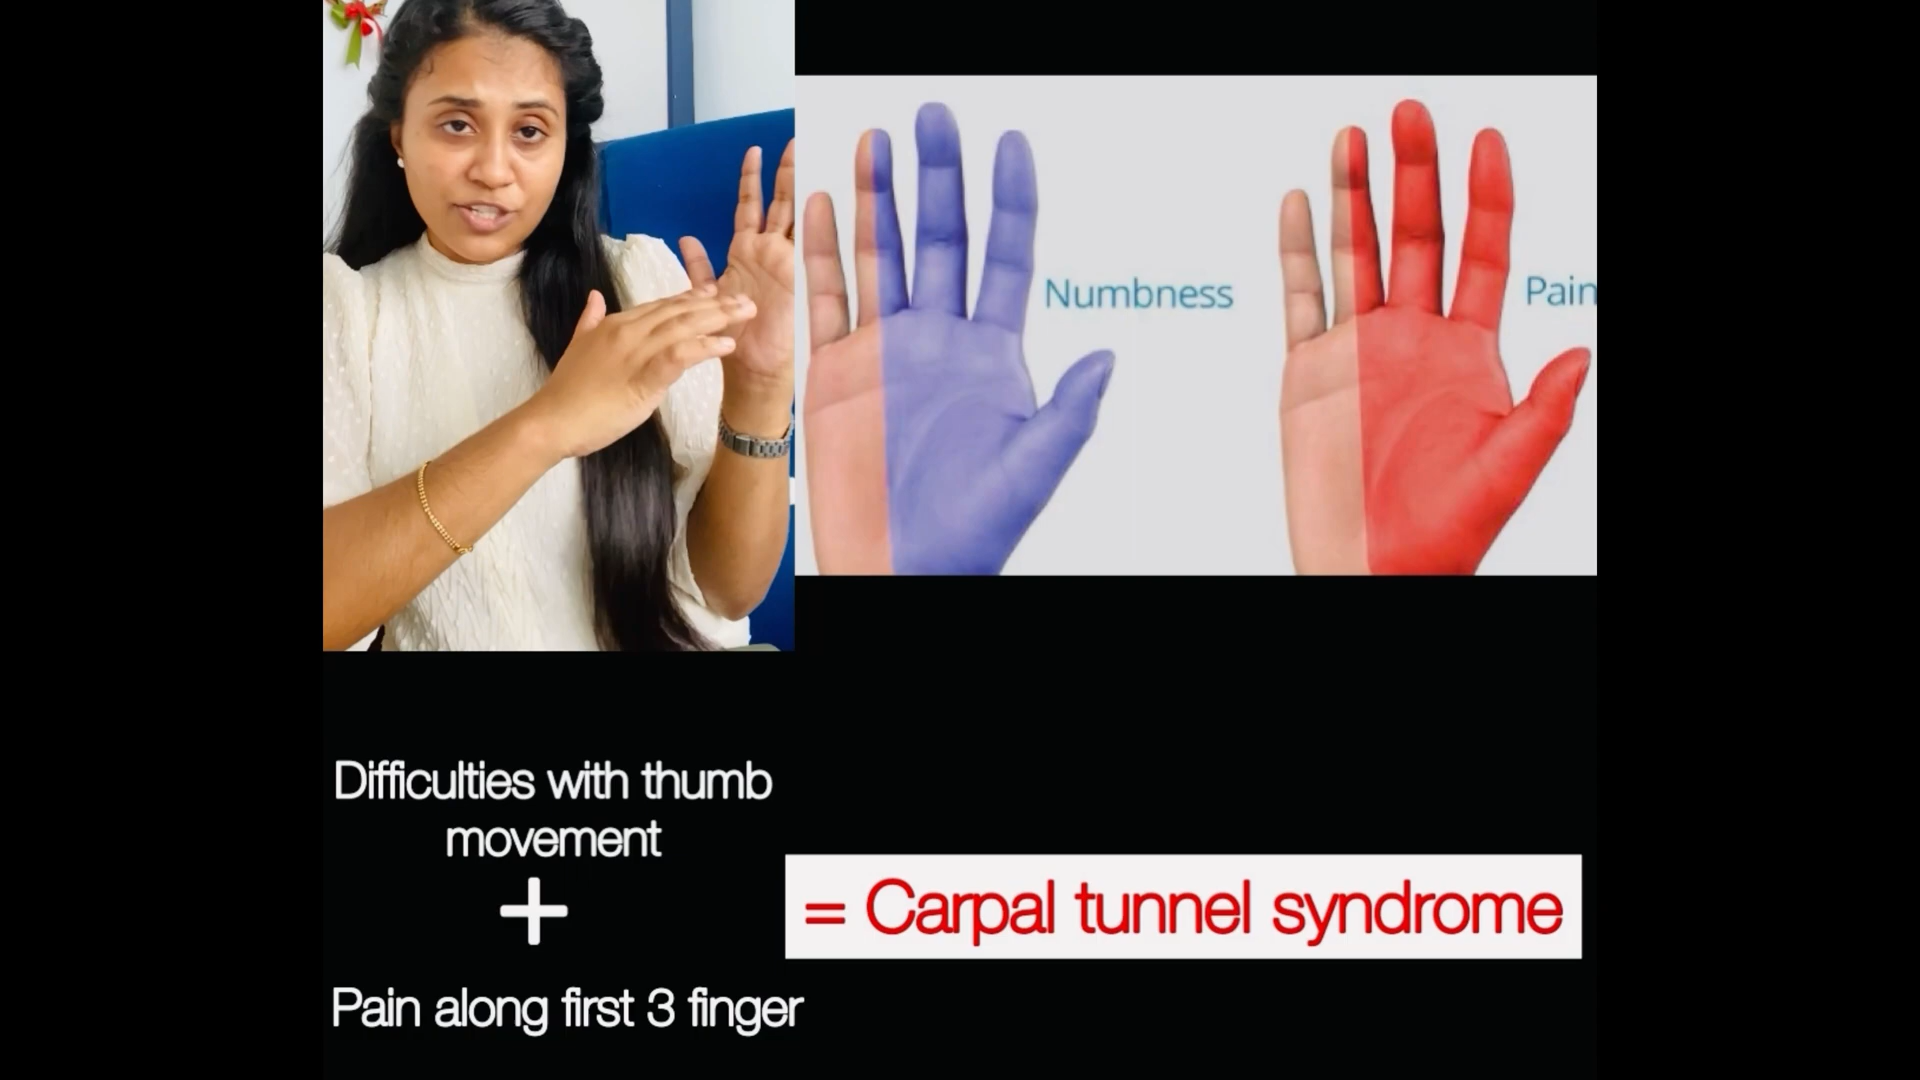 Numbness
Pain
Difficulties with thumb
movement
+
= Carpal tunnel syndrome
Pain along first 3 finger